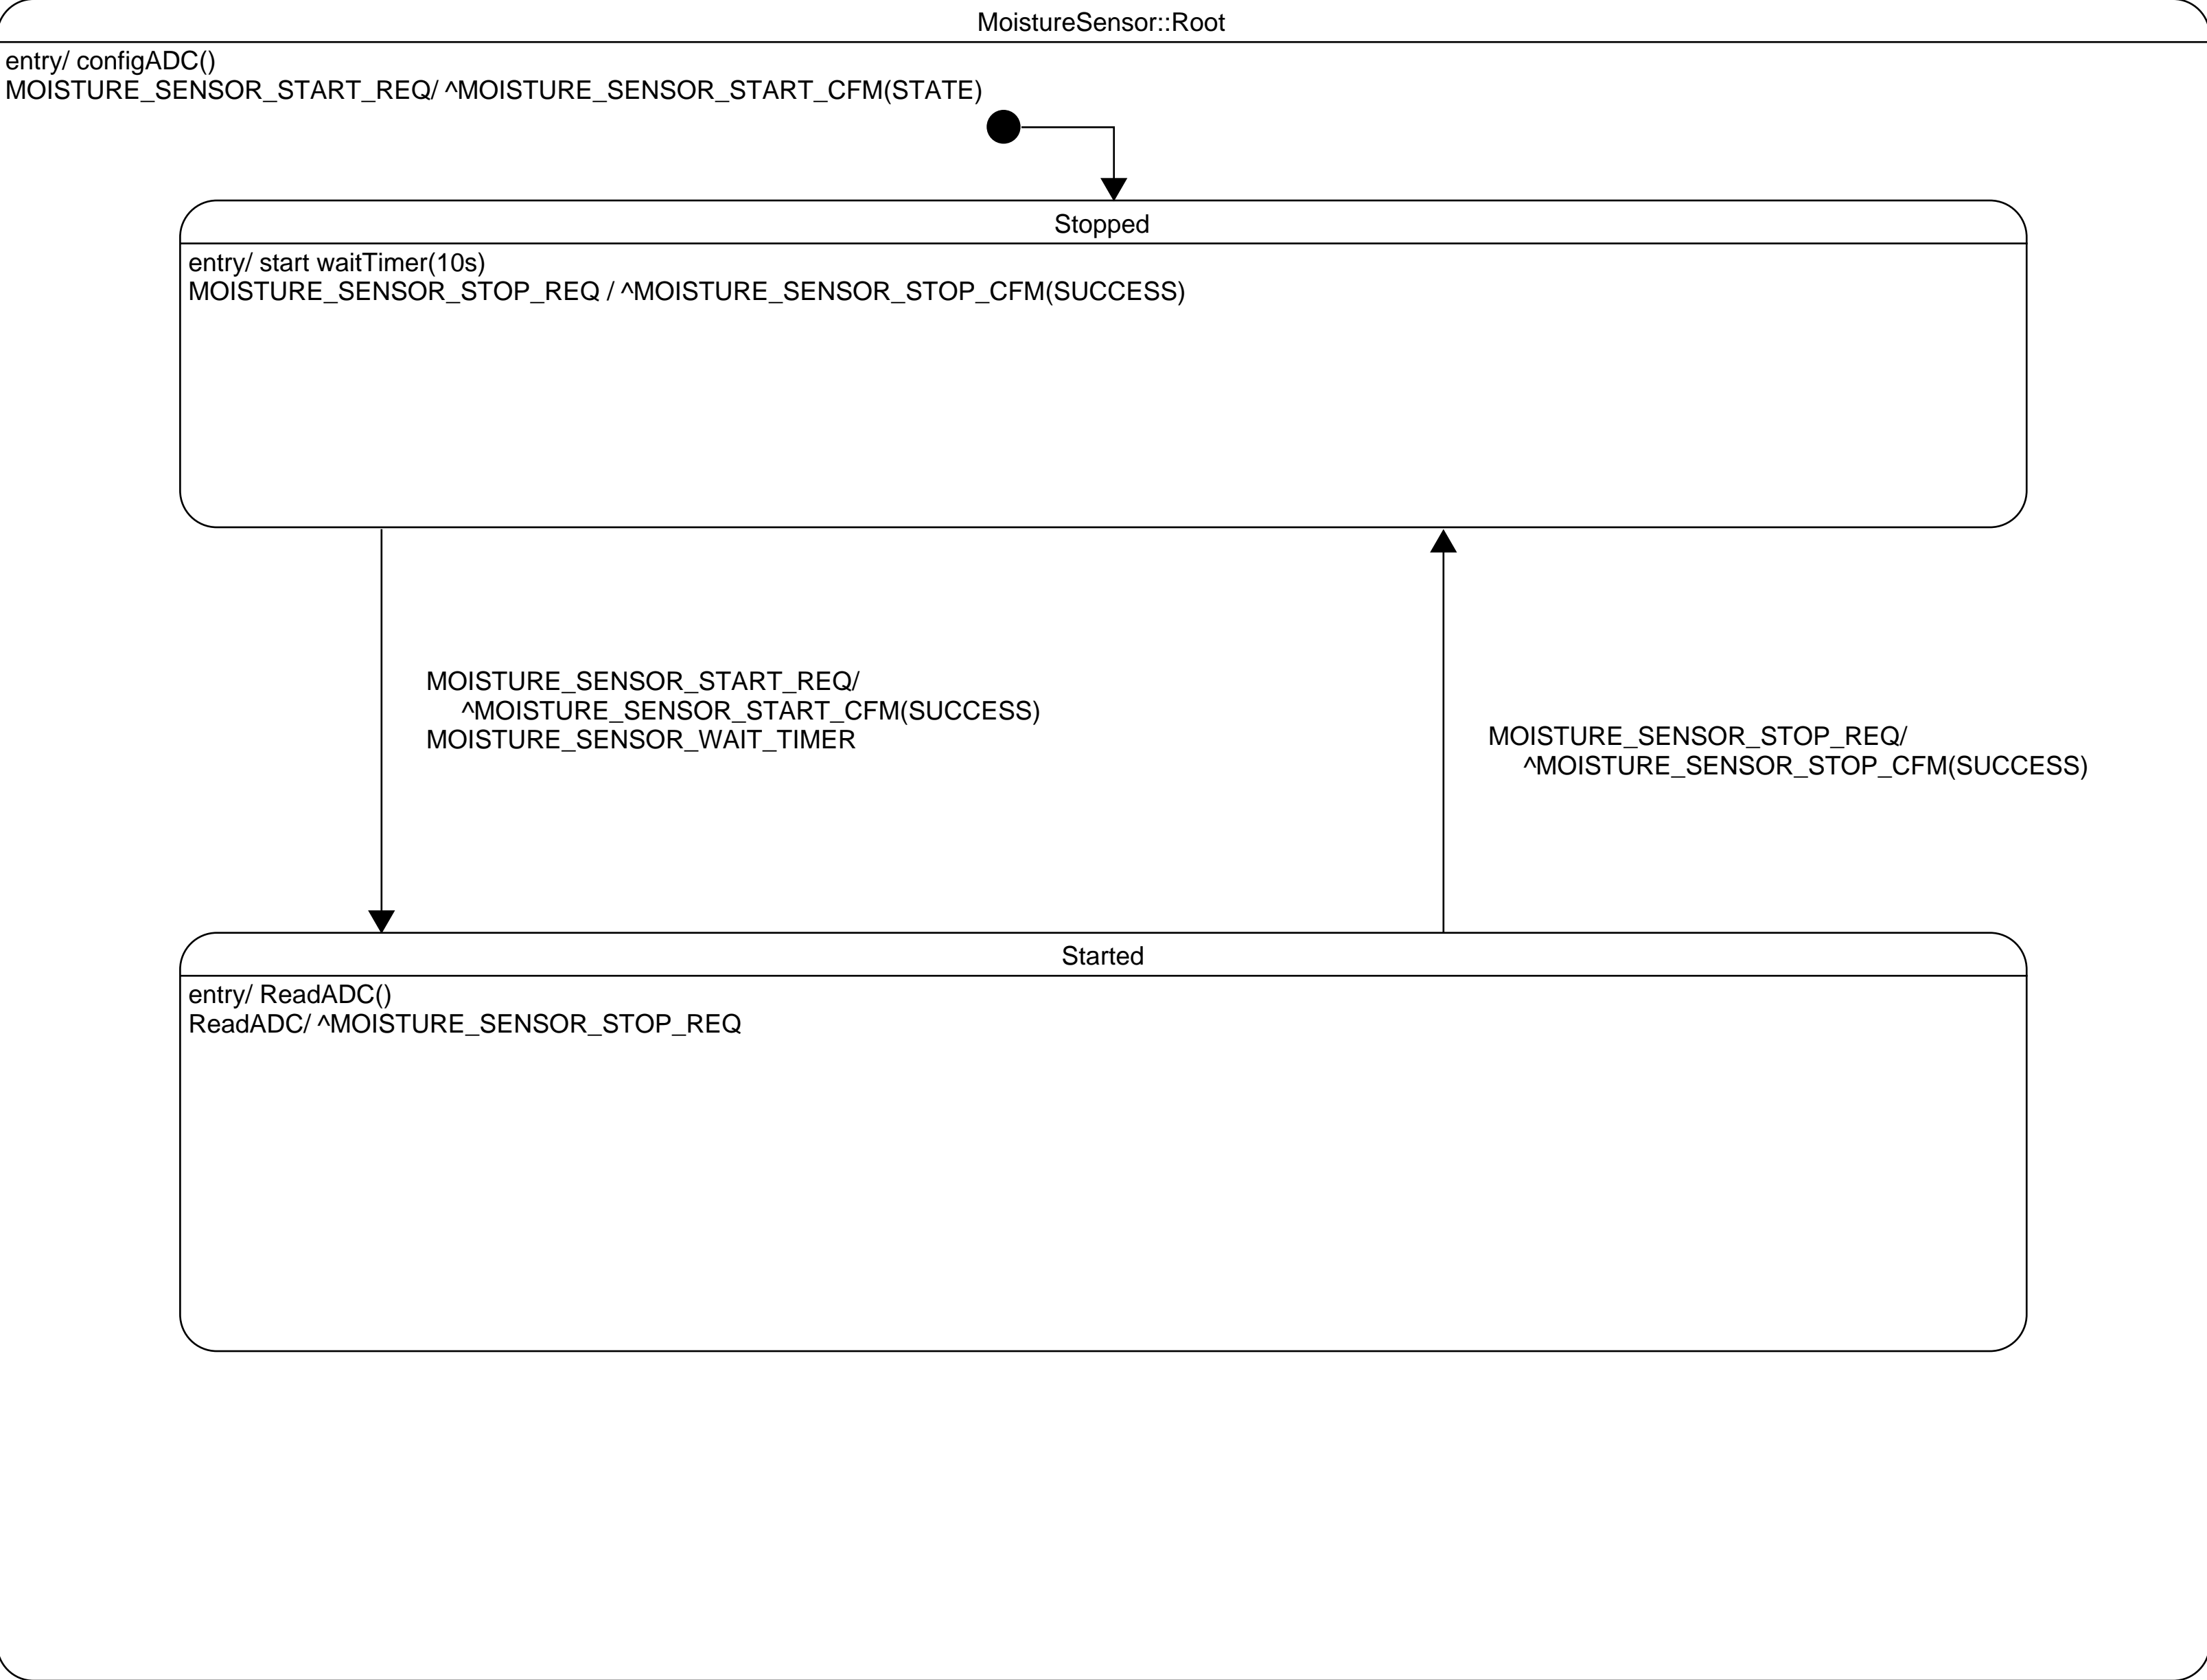 MoistureSensor::Root
entry/ configADC()
MOISTURE_SENSOR_START_REQ/ ^MOISTURE_SENSOR_START_CFM(STATE)
Stopped
entry/ start waitTimer(10s)
MOISTURE_SENSOR_STOP_REQ / ^MOISTURE_SENSOR_STOP_CFM(SUCCESS)
MOISTURE_SENSOR_START_REQ/
^MOISTURE_SENSOR_START_CFM(SUCCESS)
MOISTURE_SENSOR_WAIT_TIMER
MOISTURE_SENSOR_STOP_REQ/
^MOISTURE_SENSOR_STOP_CFM(SUCCESS)
Started
entry/ ReadADC()
ReadADC/ ^MOISTURE_SENSOR_STOP_REQ